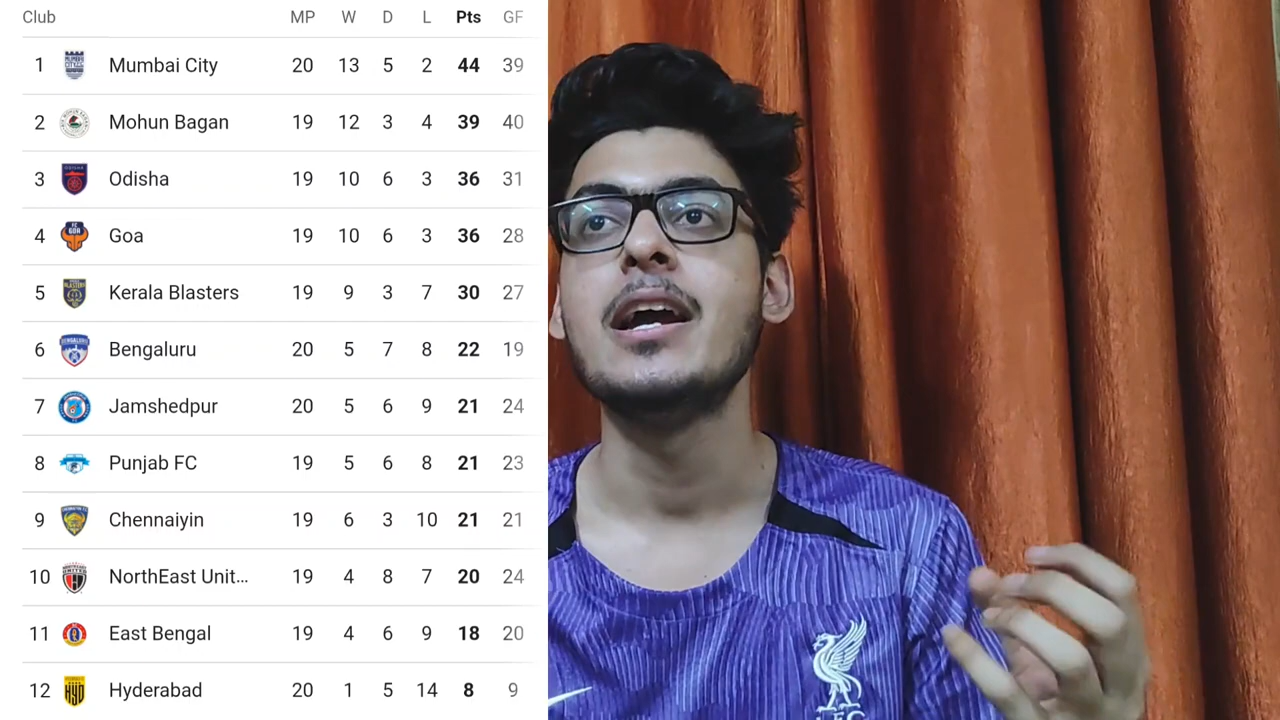 Club MP W D L Pts GF
1 Mumbai City 20 13 5 2 44 39
2 Mohun Bagan 19 12 3 4 39 40
3 Odisha 19 10 6 3 36 31
4 Goa 19 10 6 3 36 28
5 Kerala Blasters 19 9 3 7 30 27
6 Bengaluru 20 5 7 8 22 19
7 Jamshedpur 20 5 6 9 21 24
8 Punjab FC 19 5 6 8 21 23
9 Chennaiyin 19 6 3 10 21 21
10 NorthEast Unit... 19 4 8 7 20 24
11 East Bengal 19 4 6 9 18 20
12 Hyderabad 20 1 5 14 8 9